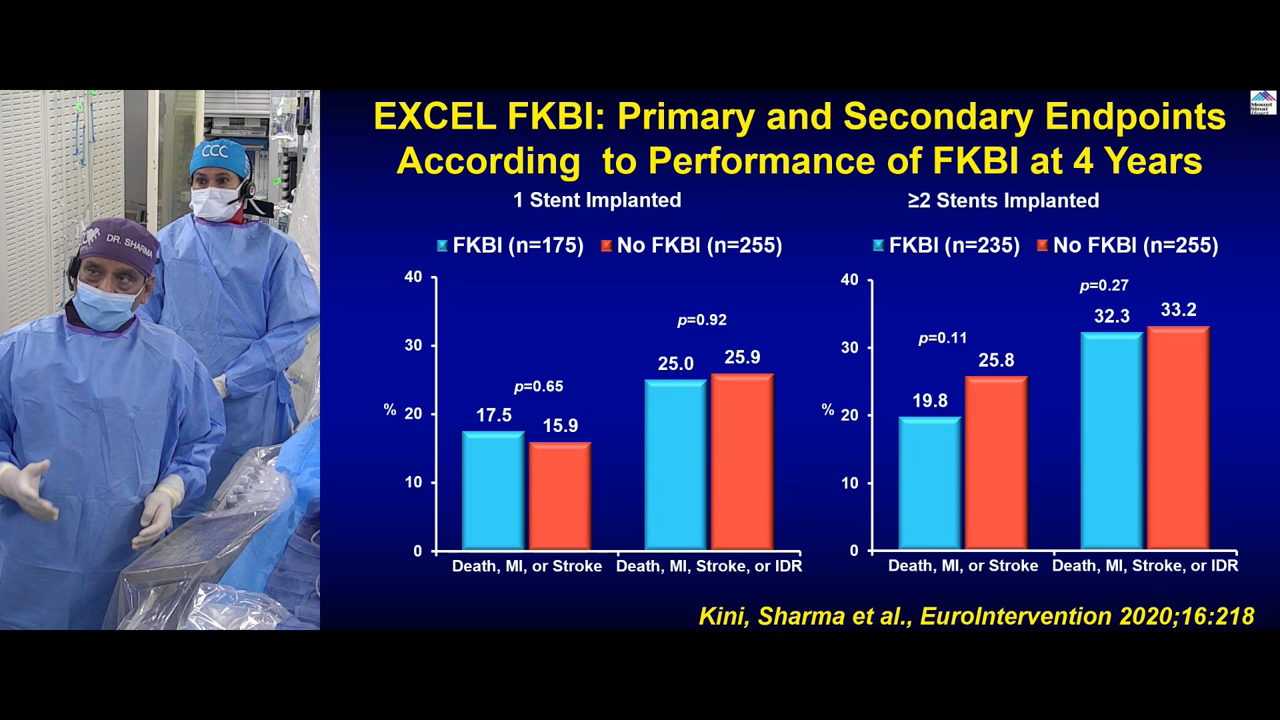 EXCEL FKBI: Primary and Secondary Endpoints
According to Performance of FKBI at 4 Years
Mount
Sinai
CCC
DR. SHARMA
1 Stent Implanted
FKBI (n=175) No FKBI (n=255)
40
30
%
20
10
0
p=0.65
17.5
15.9
p=0.92
25.0
25.9
Death, MI, or Stroke Death, MI, Stroke, or IDR
≥2 Stents Implanted
FKBI (n=235) No FKBI (n=255)
40
30
%
20
10
0
p=0.11
19.8
25.8
p=0.27
32.3
33.2
Death, MI, or Stroke Death, MI, Stroke, or IDR
Kini, Sharma et al., EuroIntervention 2020;16:218